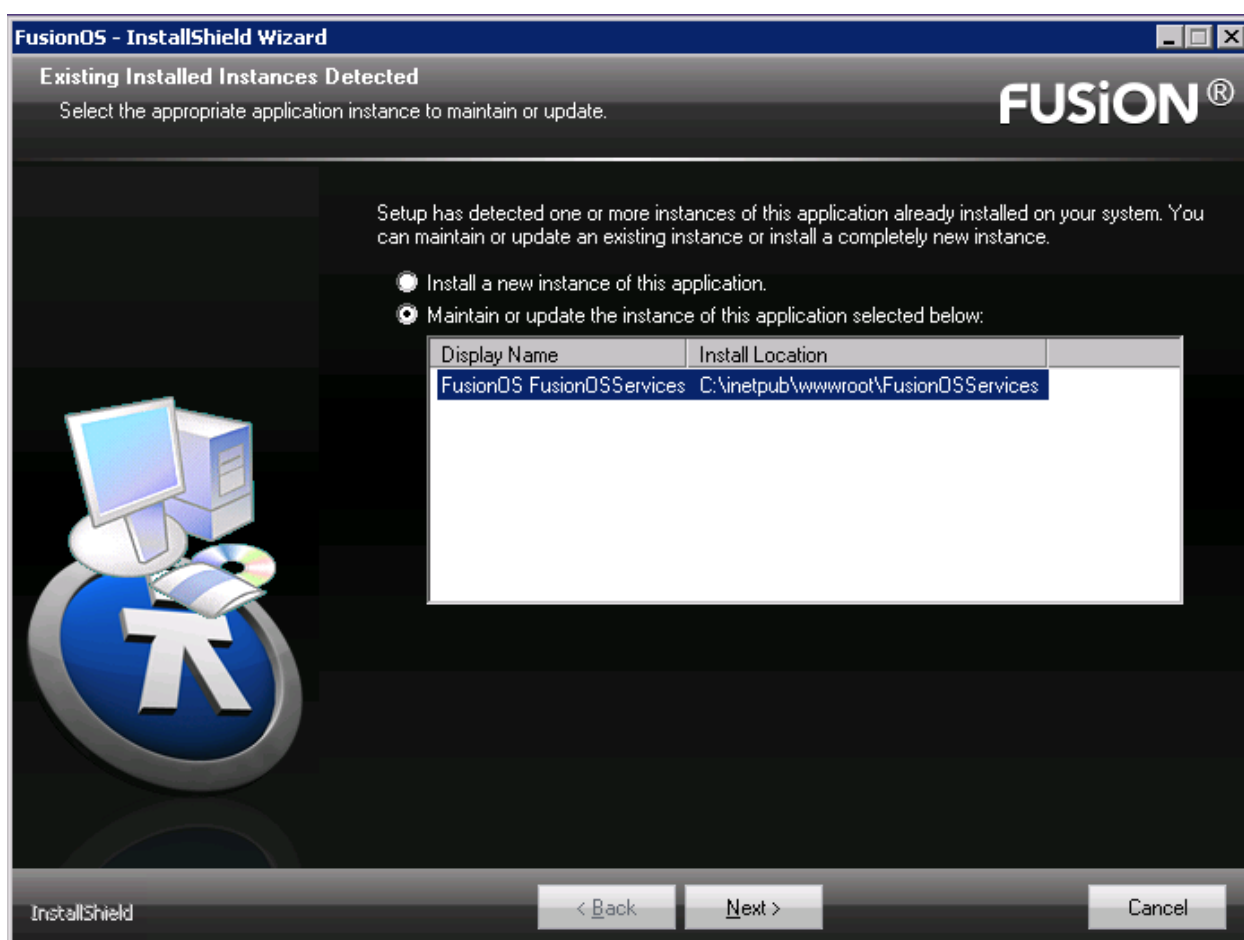 FusionOS - InstallShield Wizard
Existing Installed Instances Detected
Select the appropriate application instance to maintain or update.
FUSiON®
Setup has detected one or more instances of this application already installed on your system. You
can maintain or update an existing instance or install a completely new instance.
Install a new instance of this application.
Maintain or update the instance of this application selected below:
Display Name Install Location
FusionOS FusionOSServices C:\inetpub\wwwroot\FusionOSServices
InstallShield < Back Next > Cancel